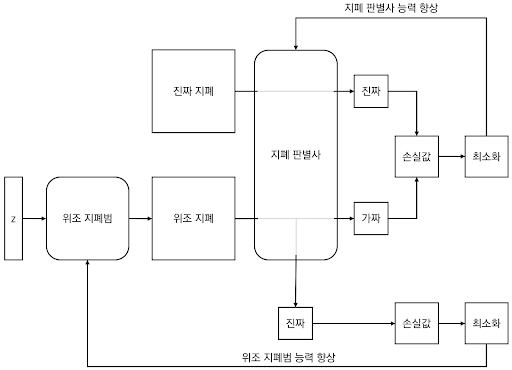 지폐 판별사 능력 향상
진짜 지폐
진짜
지폐 판별사
손실값
최소화
z
위조 지폐범
위조 지폐
가짜
진짜
손실값
최소화
위조 지폐범 능력 향상